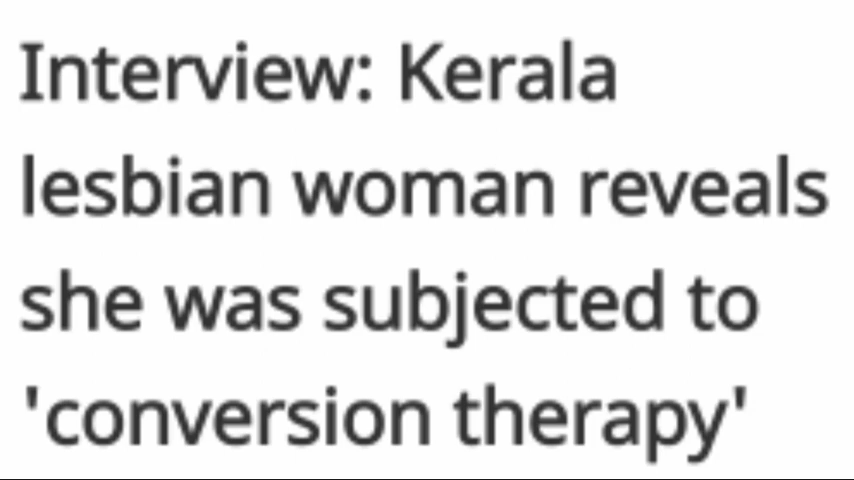 Interview: Kerala
lesbian woman reveals
she was subjected to
'conversion therapy'